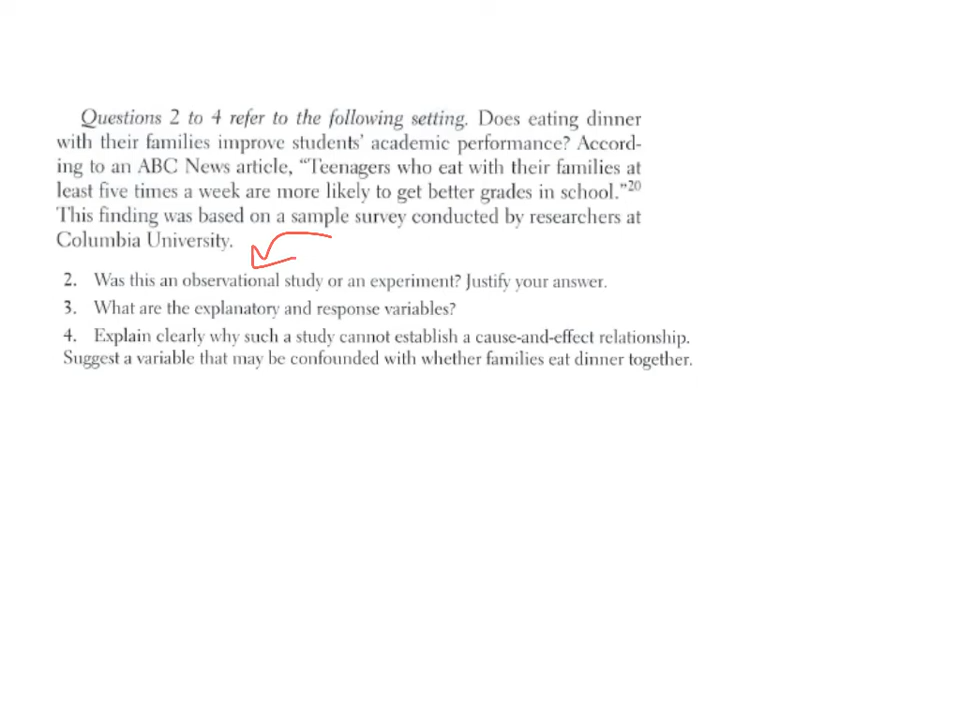 Questions 2 to 4 refer to the following setting. Does eating dinner
with their families improve students' academic performance? Accord-
ing to an ABC News article, "Teenagers who eat with their families at
least five times a week are more likely to get better grades in school."20
This finding was based on a sample survey conducted by researchers at
Columbia University.
2. Was this an observational study or an experiment? Justify your answer.
3. What are the explanatory and response variables?
4. Explain clearly why such a study cannot establish a cause-and-effect relationship.
Suggest a variable that may be confounded with whether families eat dinner together.